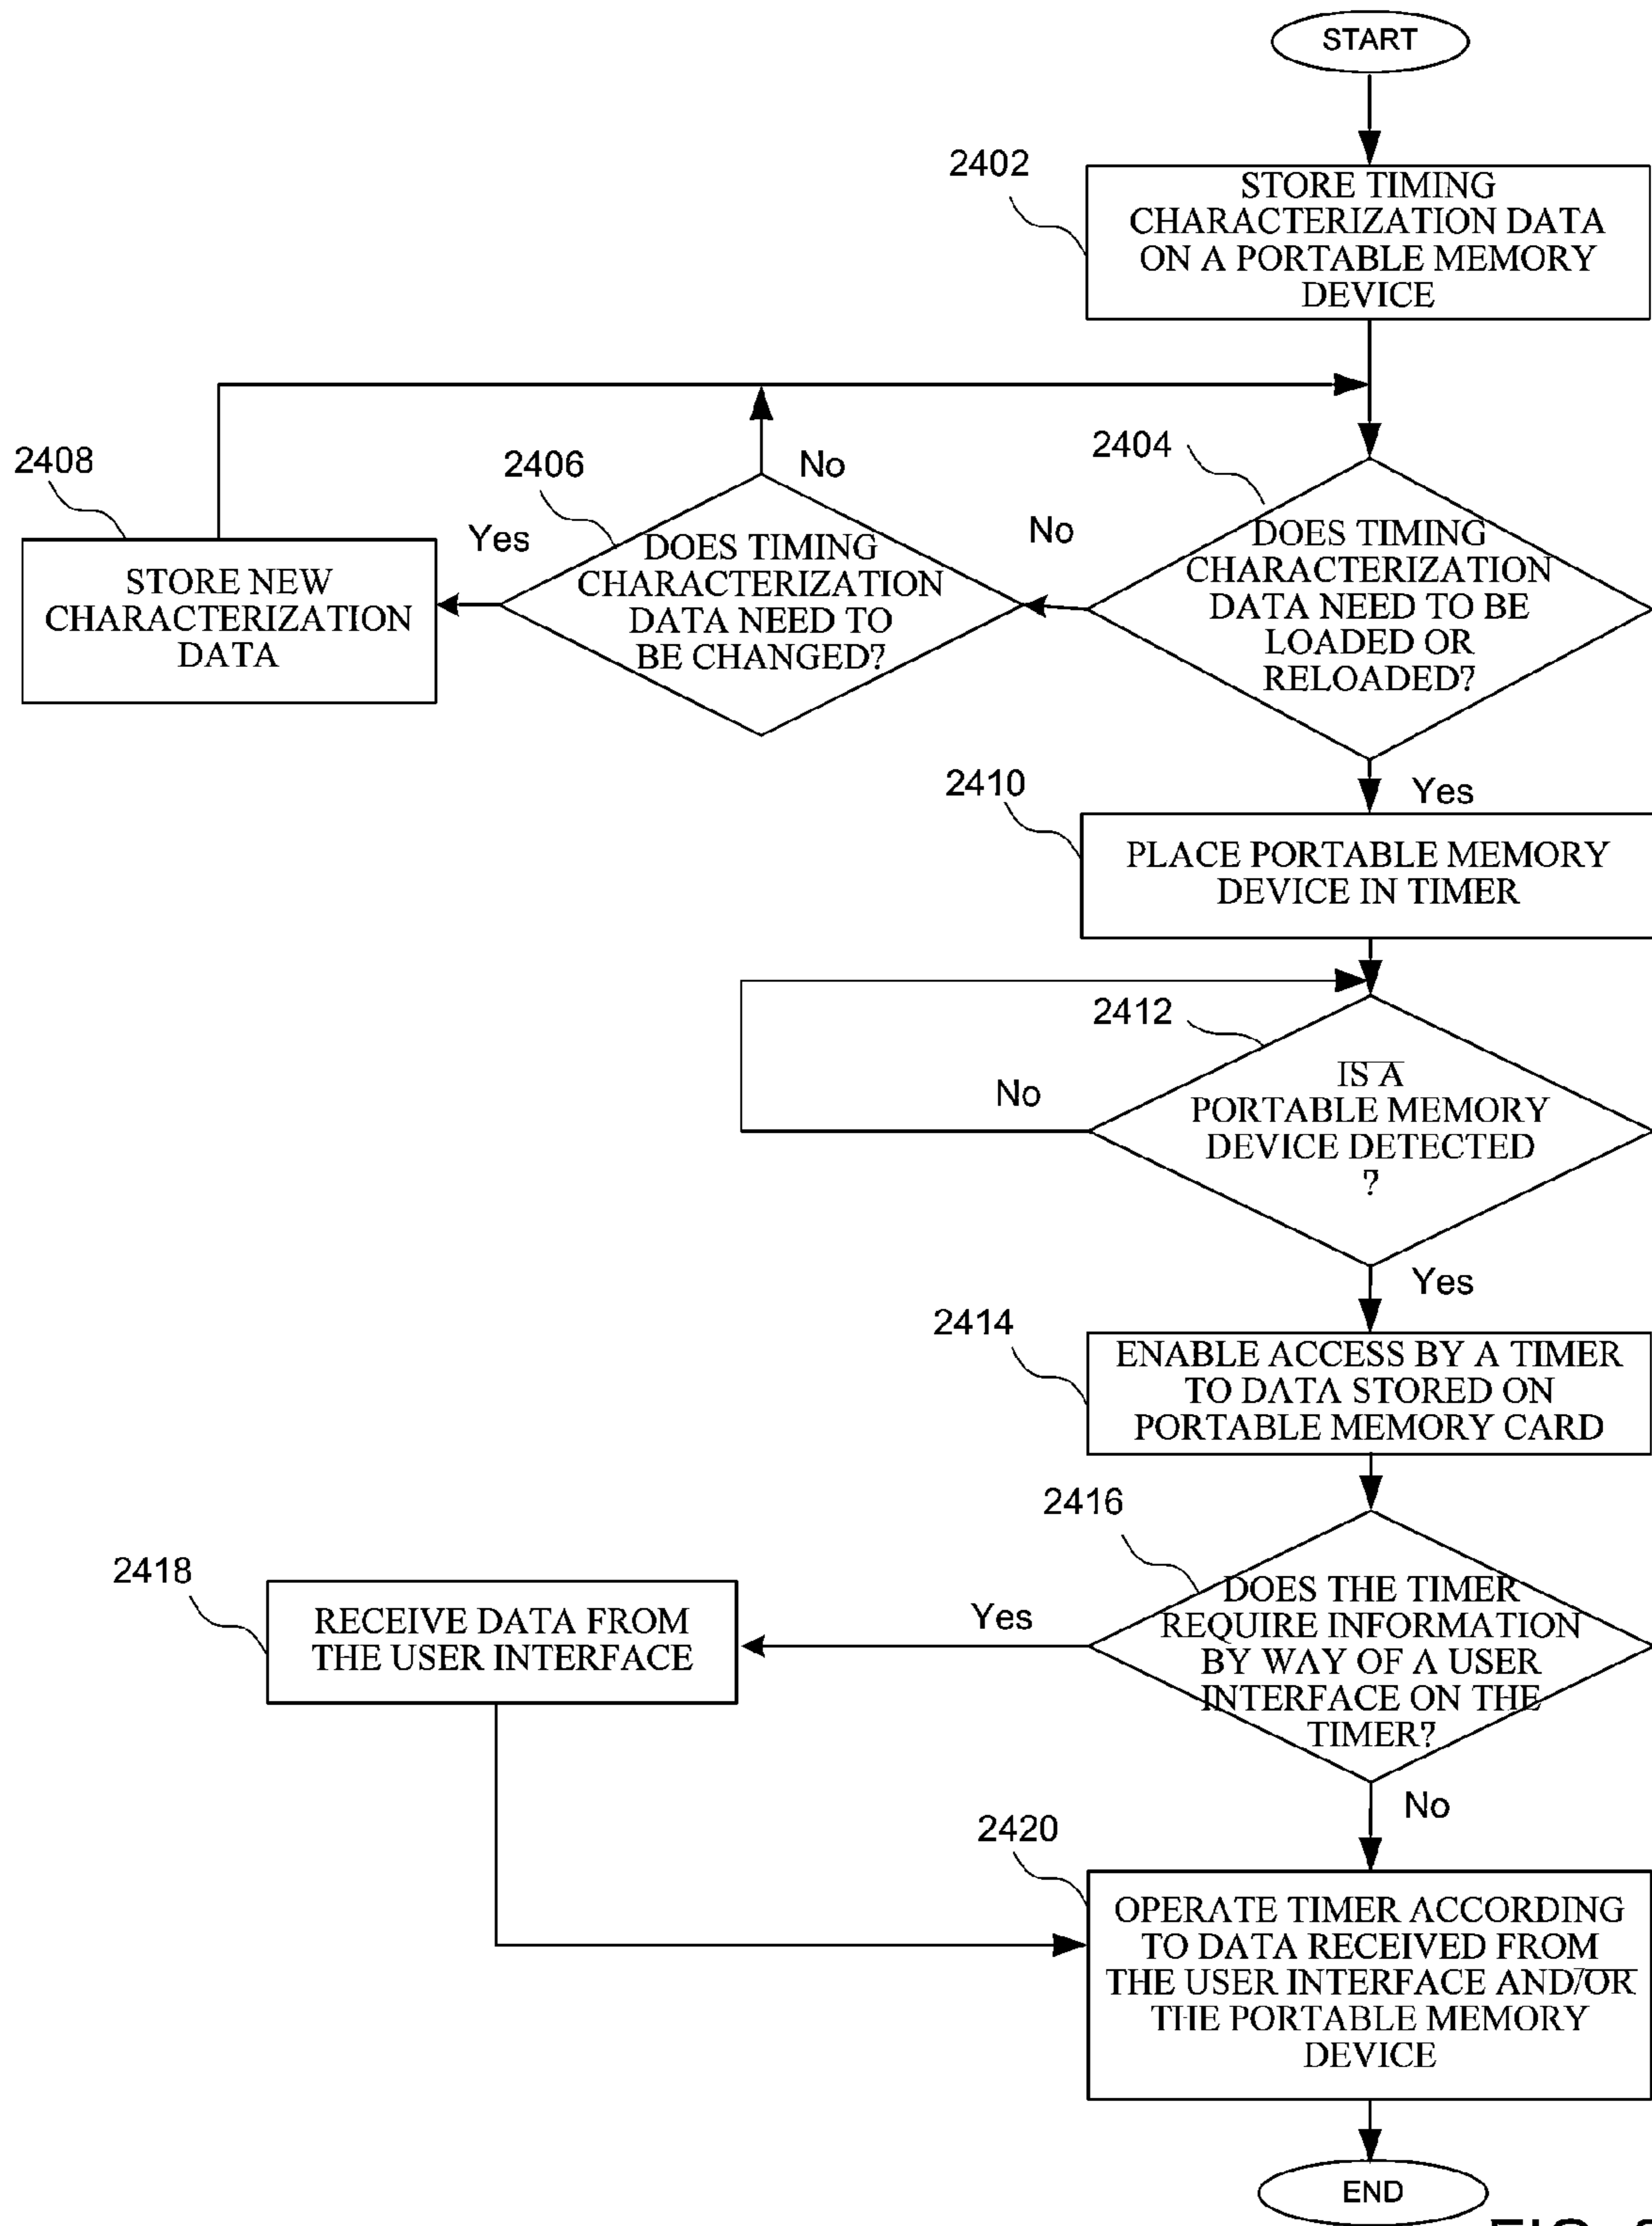 START
2402
STORE TIMING
CHARACTERIZATION DATA
ON A PORTABLE MEMORY
DEVICE
2408
2406
No
2404
Yes
No
STORE NEW
CHARACTERIZATION
DATA
DOES TIMING
CHARACTERIZATION
DATA NEED TO
BE CHANGED?
DOES TIMING
CHARACTERIZATION
DATA NEED TO BE
LOADED OR
RELOADED?
2410
Yes
PLACE PORTABLE MEMORY
DEVICE IN TIMER
2412
No
IS A
PORTABLE MEMORY
DEVICE DETECTED
?
Yes
2414
ENABLE ACCESS BY A TIMER
TO DATA STORED ON
PORTABLE MEMORY CARD
2416
2418
RECEIVE DATA FROM
THE USER INTERFACE
Yes
DOES THE TIMER
REQUIRE INFORMATION
BY WAY OF A USER
INTERFACE ON THE
TIMER?
No
2420
OPERATE TIMER ACCORDING
TO DATA RECEIVED FROM
THE USER INTERFACE AND/OR
THE PORTABLE MEMORY
DEVICE
END